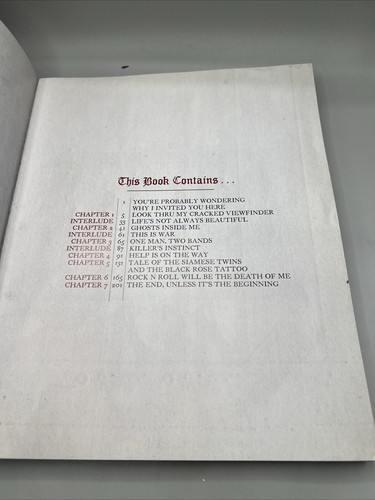 This Book Contains . . .
1 YOU'RE PROBABLY WONDERING
WHY I INVITED YOU HERE
CHAPTER 1 5 LOOK THRU MY CRACKED VIEWFINDER
INTERLUDE 33 LIFE'S NOT ALWAYS BEAUTIFUL
CHAPTER 2 41 GHOSTS INSIDE ME
INTERLUDE 61 THIS IS WAR
CHAPTER 3 65 ONE MAN, TWO BANDS
INTERLUDE 87 KILLER'S INSTINCT
CHAPTER 4 91 HELP IS ON THE WAY
CHAPTER 5 131 TALE OF THE SIAMESE TWINS
AND THE BLACK ROSE TATTOO
CHAPTER 6 165 ROCK N ROLL WILL BE THE DEATH OF ME
CHAPTER 7 201 THE END, UNLESS IT'S THE BEGINNING